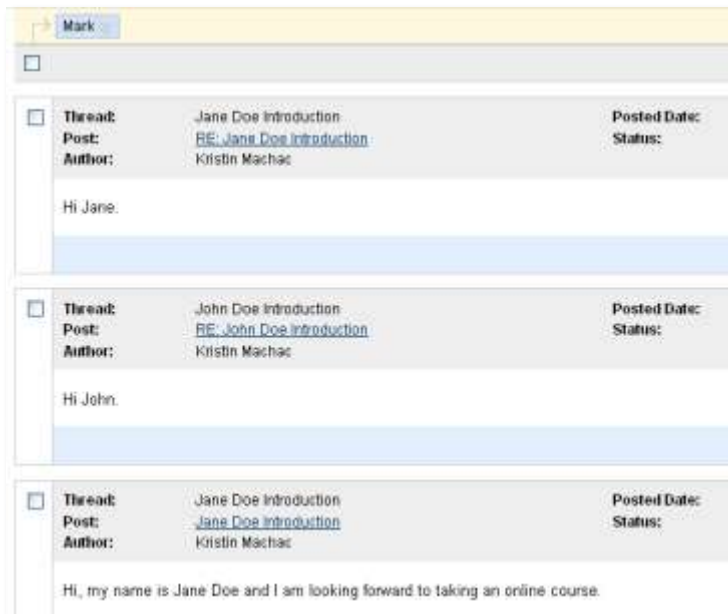 Mark
Thread: Jane Doe Introduction Posted Date:
Post: RE: Jane Doe Introduction Status:
Author: Kristin Machac
Hi Jane.
Thread: John Doe Introduction Posted Date:
Post: RE: John Doe Introduction Status:
Author: Kristin Machac
Hi John.
Thread: Jane Doe Introduction Posted Date:
Post: Jane Doe Introduction Status:
Author: Kristin Machac
Hi, my name is Jane Doe and I am looking forward to taking an online course.